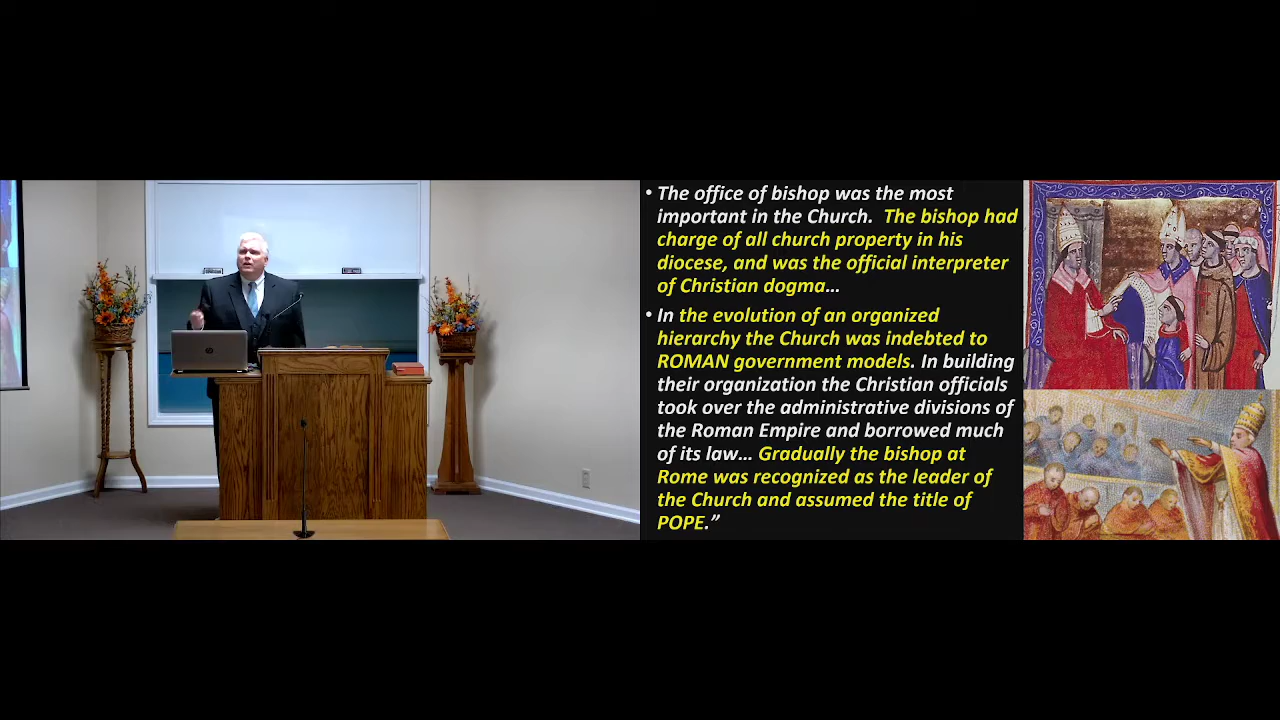 • The office of bishop was the most
important in the Church.  The bishop had
charge of all church property in his
diocese, and was the official interpreter
of Christian dogma...
• In the evolution of an organized
hierarchy the Church was indebted to
ROMAN government models. In building
their organization the Christian officials
took over the administrative divisions of
the Roman Empire and borrowed much
of its law... Gradually the bishop at
Rome was recognized as the leader of
the Church and assumed the title of
POPE.”